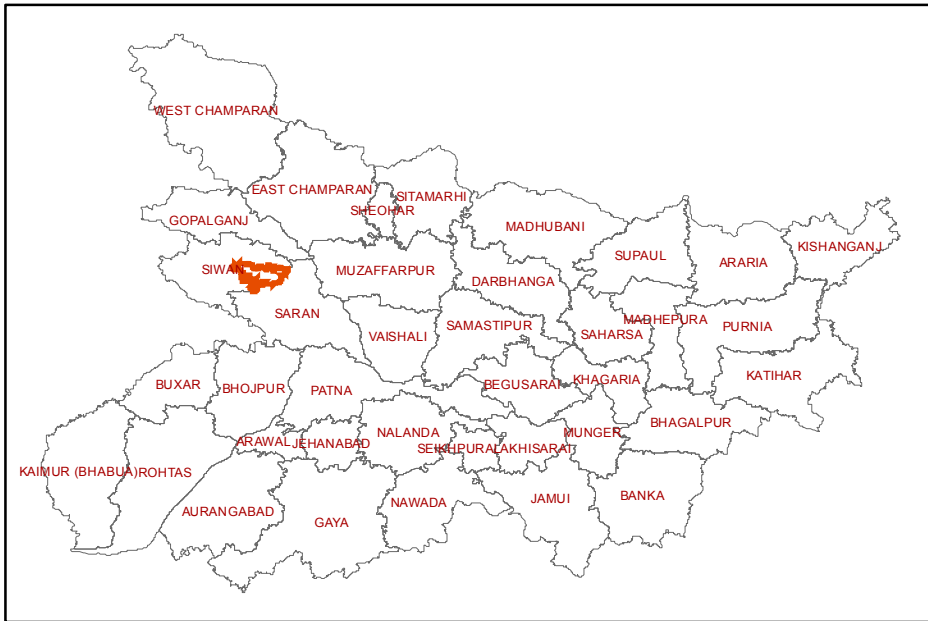 WEST CHAMPARAN
EAST CHAMPARAN
SITAMARHI
SHEOHAR
GOPALGANJ
MADHUBANI
KISHANGANJ
SUPAUL
ARARIA
SIWAN
MUZAFFARPUR
DARBHANGA
SARAN
VAISHALI
SAMASTIPUR
MADHEPURA
SAHARSA
PURNIA
BUXAR
BHOJPUR
PATNA
BEGUSARAI
KHAGARIA
KATIHAR
BHAGALPUR
NALANDA
MUNGER
ARAWAL
JEHANABAD
SEIKHPURA
LAKHISARAI
KAIMUR (BHABUA)
ROHTAS
AURANGABAD
GAYA
NAWADA
JAMUI
BANKA